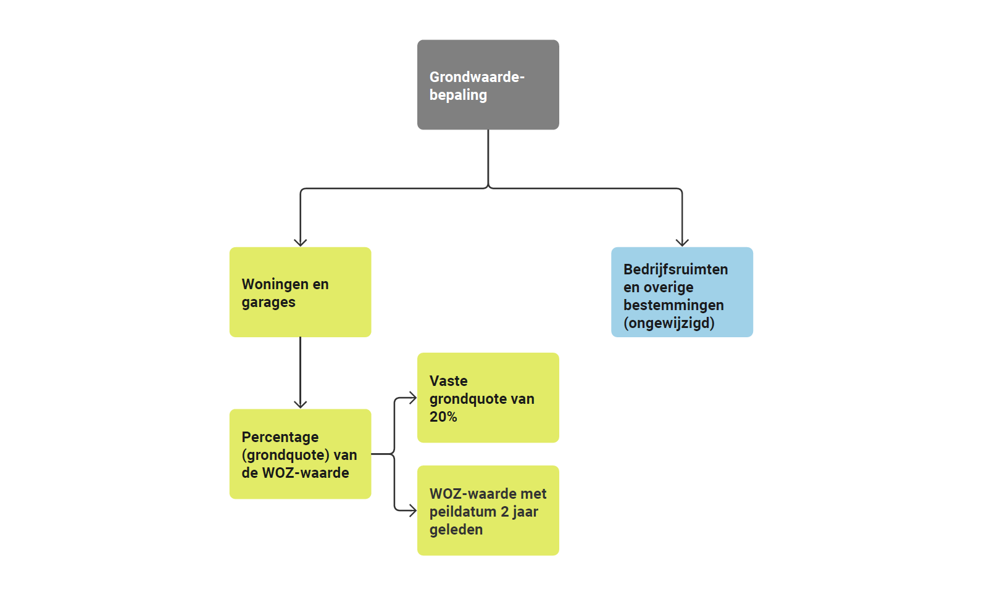 Grondwaarde-
bepaling
Woningen en
garages
Bedrijfsruimten
en overige
bestemmingen
(ongewijzigd)
Percentage
(grondquote) van
de WOZ-waarde
Vaste
grondquote van
20%
WOZ-waarde met
peildatum 2 jaar
geleden